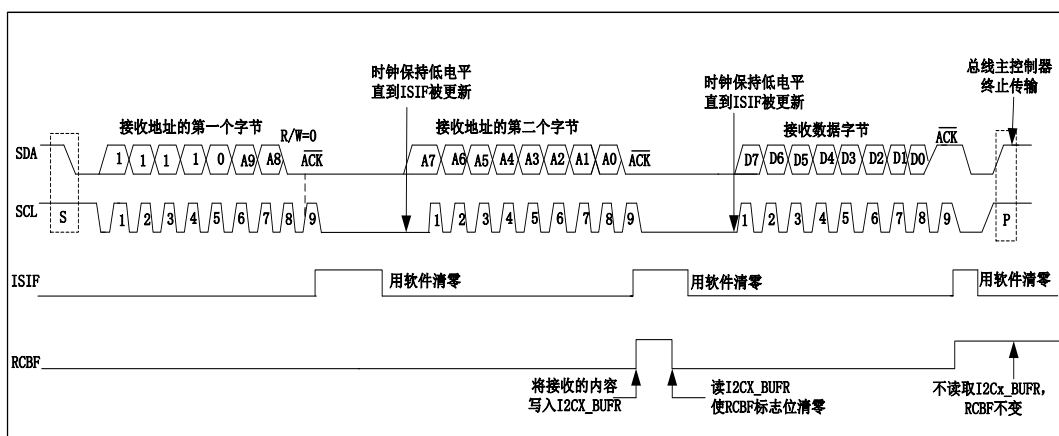 总线主控制器
终止传输
时钟保持低电平
直到ISIF被更新
时钟保持低电平
直到ISIF被更新
接收地址的第一个字节
R/W=0
接收地址的第二个字节
接收数据字节
ACK
SDA
1 1 1 1 0 A9 A8
ACK
A7 A6 A5 A4 A3 A2 A1 A0
ACK
D7 D6 D5 D4 D3 D2 D1 D0
SCL
S
1 2 3 4 5 6 7 8 9
1 2 3 4 5 6 7 8 9
1 2 3 4 5 6 7 8 9
P
ISIF
用软件清零
用软件清零
用软件清零
RCBF
将接收的内容
写入I2CX_BUFR
读I2CX_BUFR
使RCBF标志位清零
不读取I2Cx_BUFR,
RCBF不变